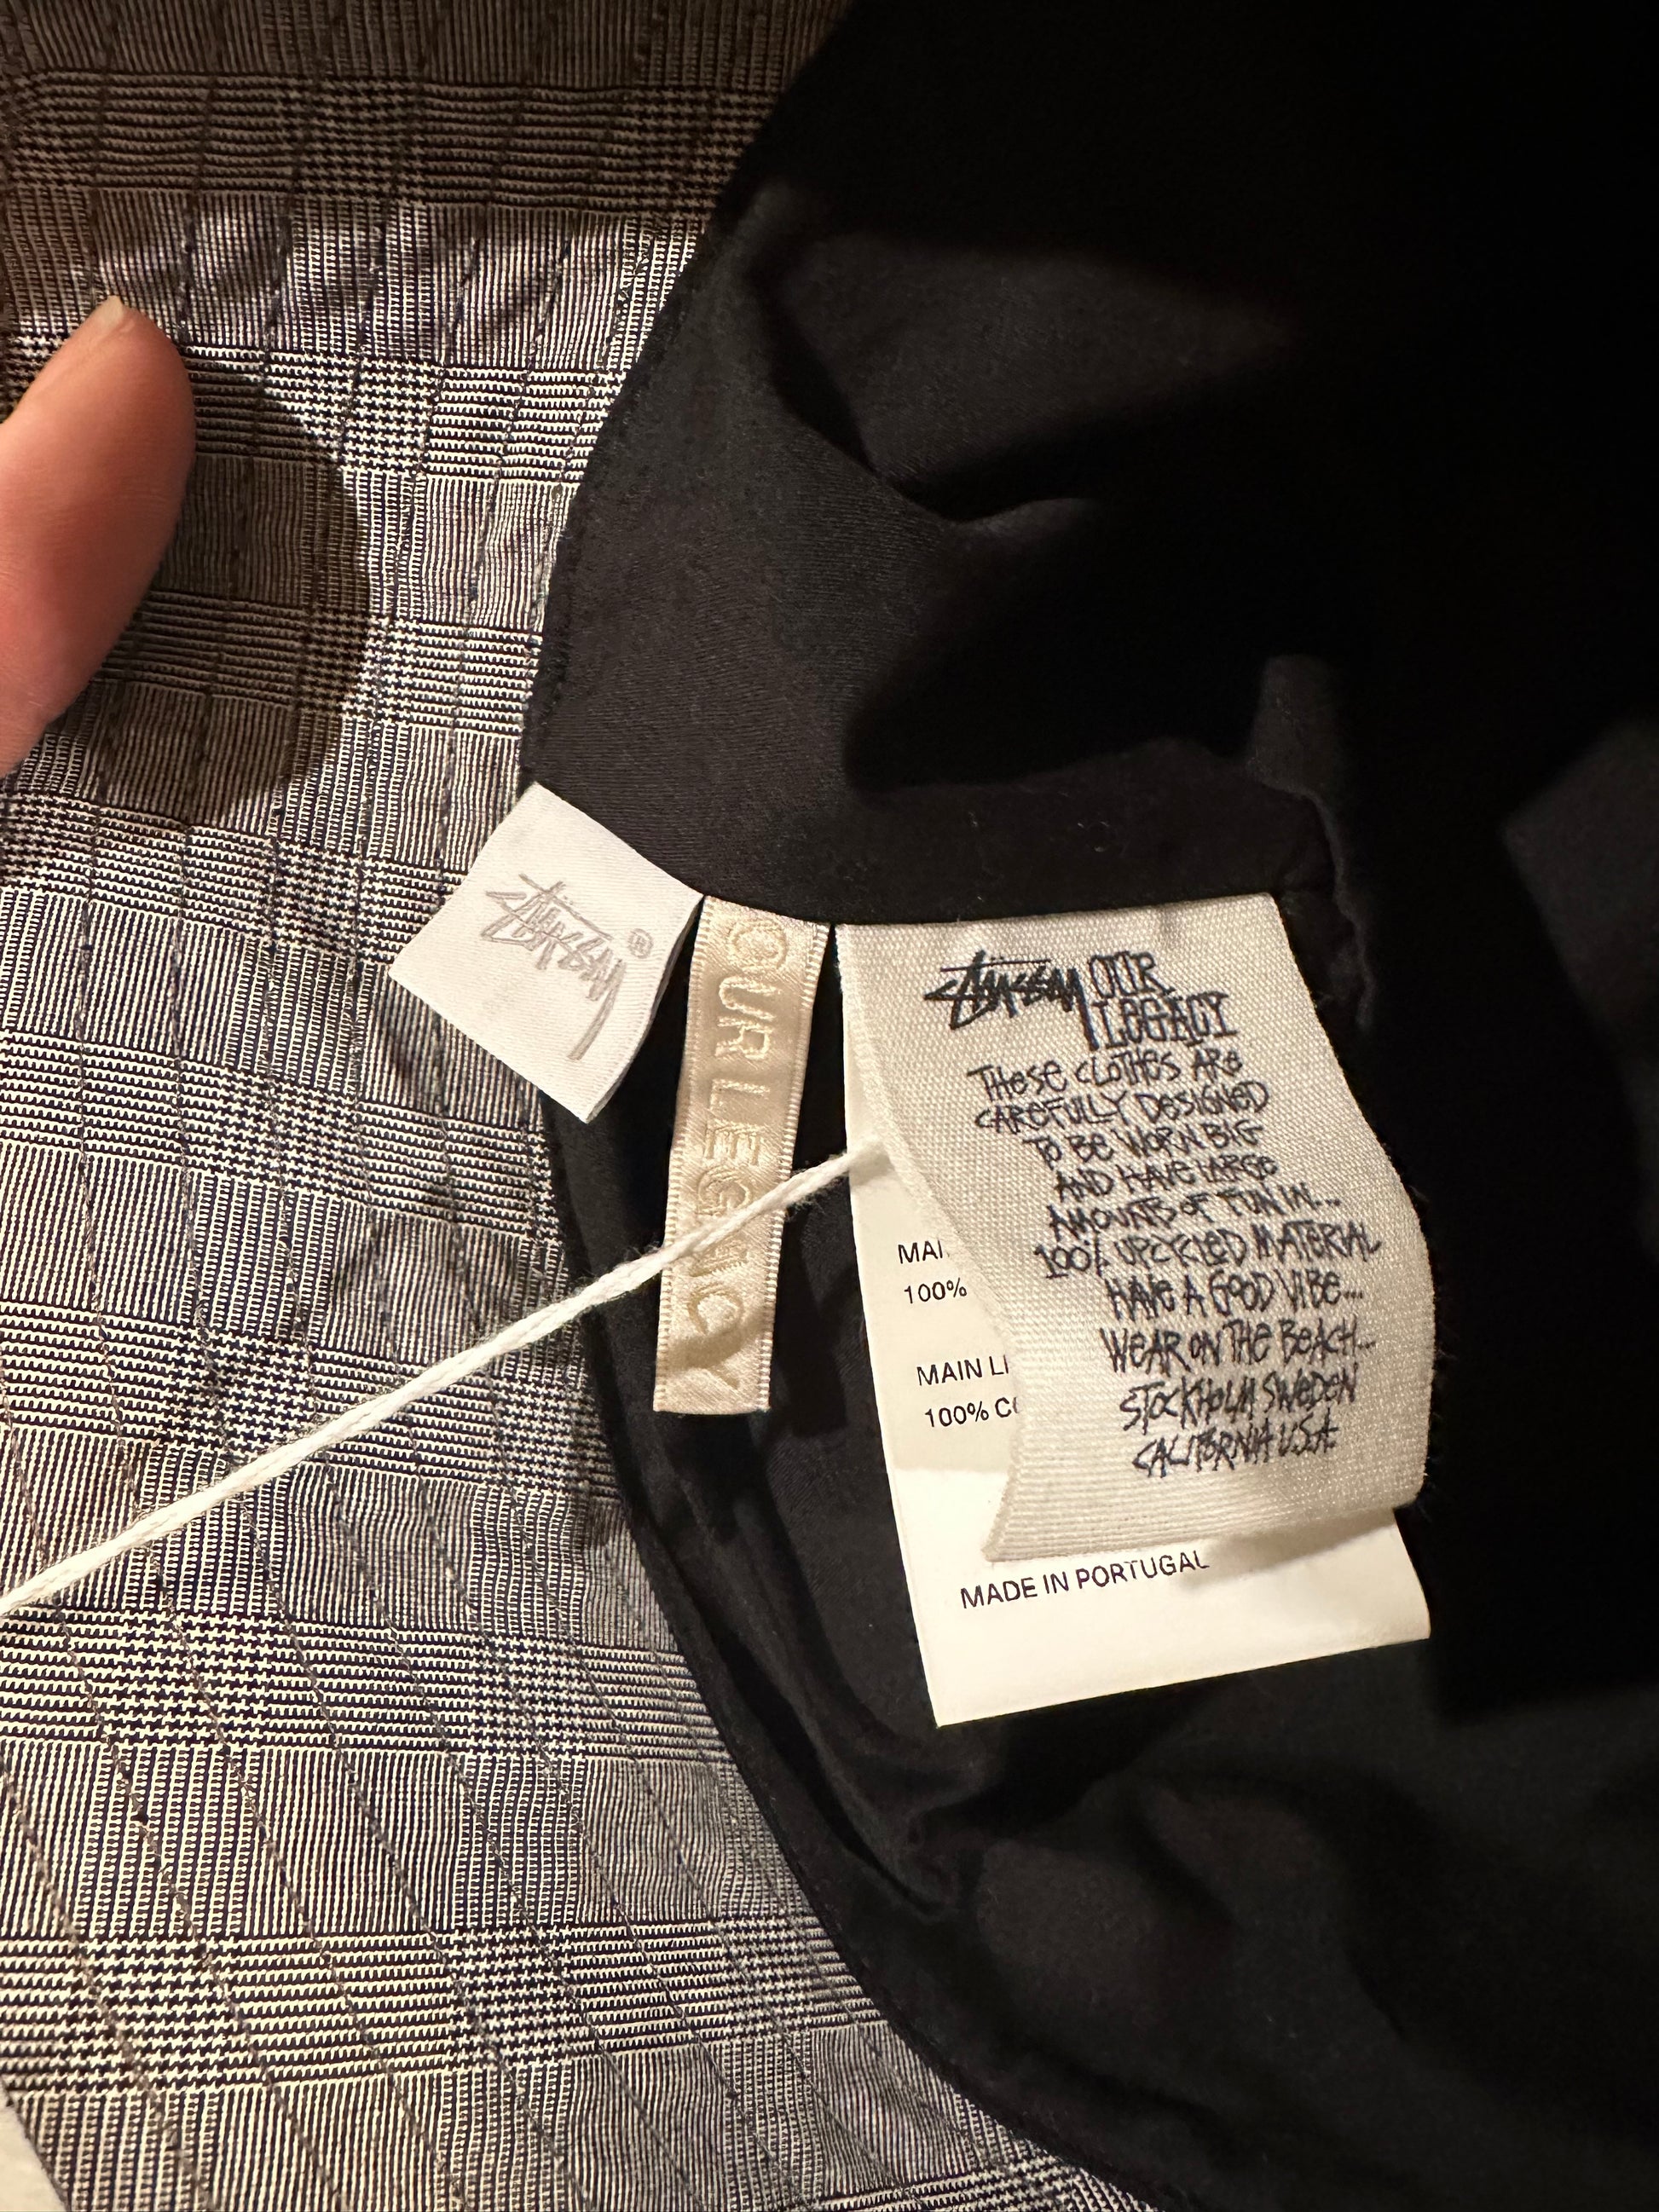 Stüssy ®
OUR LEGACY
Stüssy OUR LEGACY
THESE CLOTHES ARE
CAREFULLY DESIGNED
TO BE WORN BIG
AND HAVE LARGE
AMOUNTS OF FUN IN...
100% UPCYCLED MATERIAL
HAVE A GOOD VIBE...
WEAR ON THE BEACH...
STOCKHOLM SWEDEN
CALIFORNIA U.S.A.
100%
MAIN
100%
MADE IN PORTUGAL